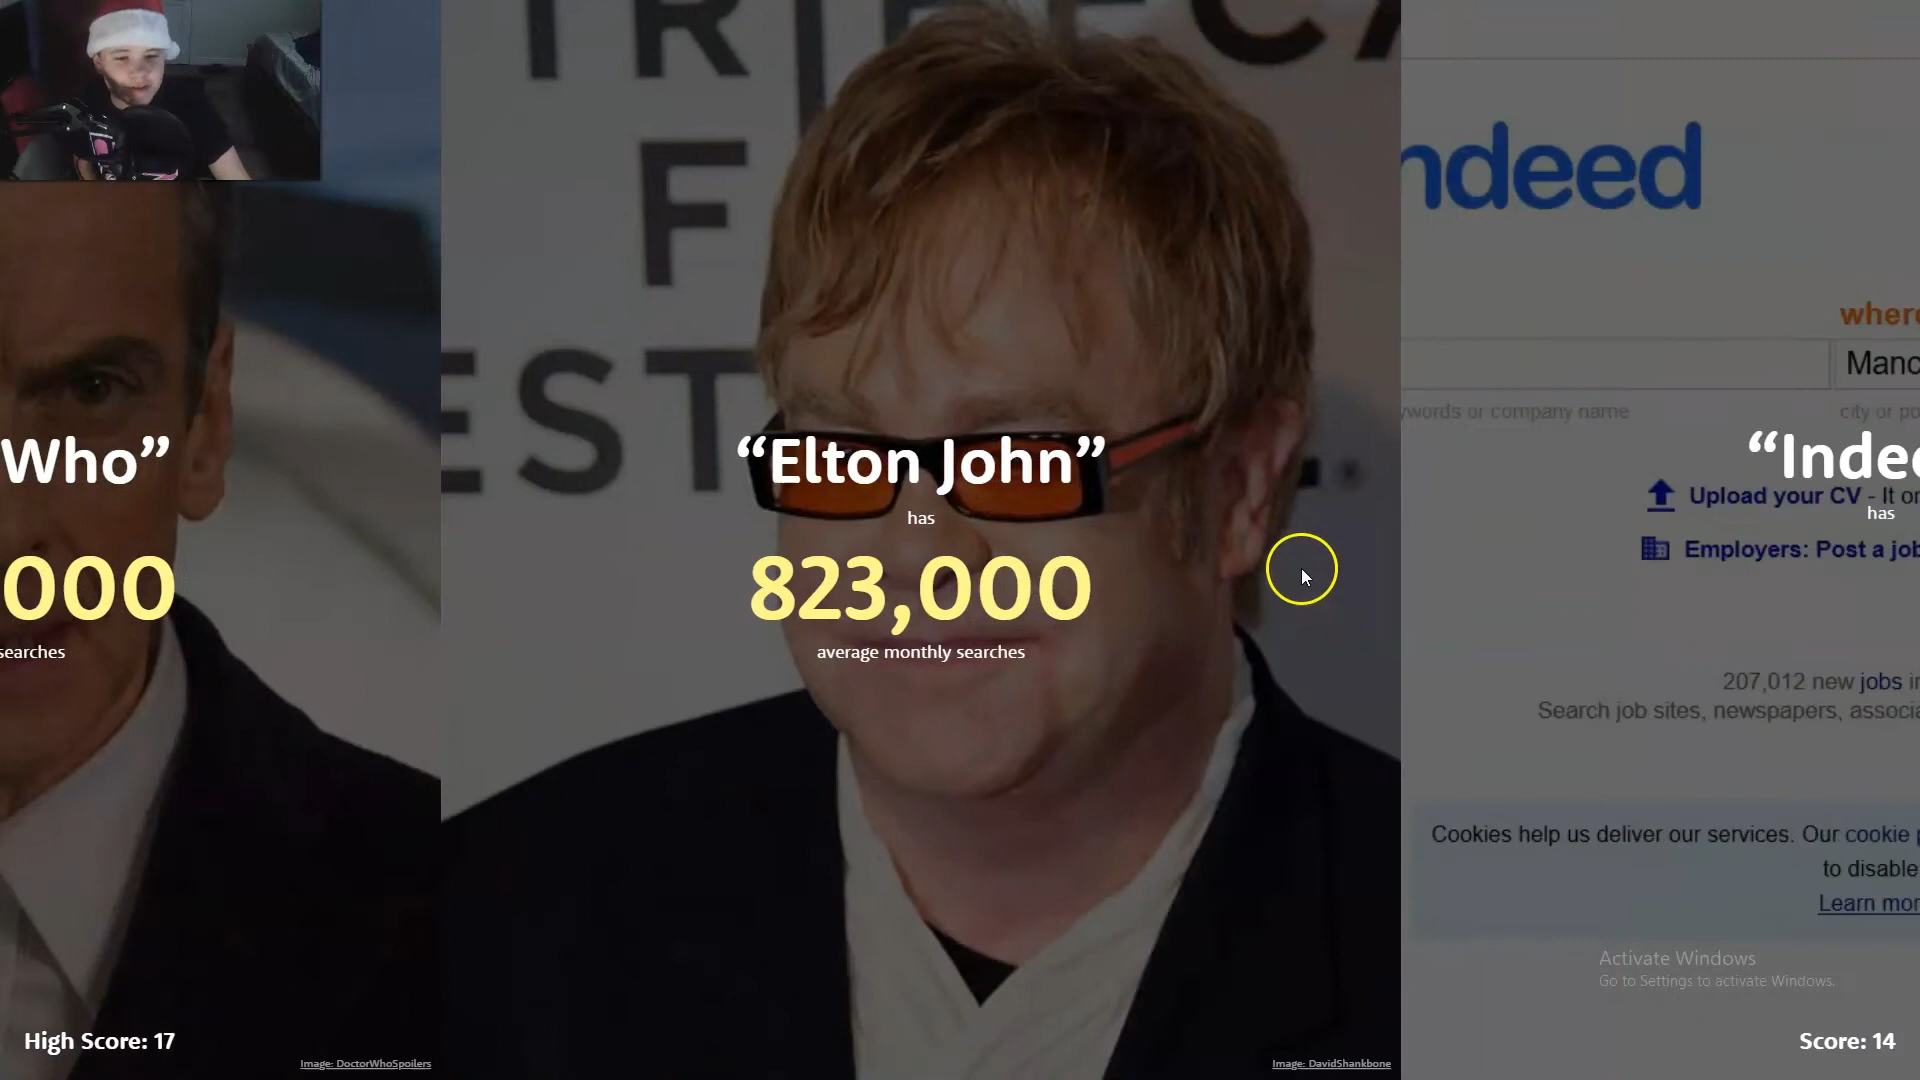 TRIBECA
F
EST
L.
ndeed
where
Manc
ywords or company name
city or po
Who”
“Elton John”
“Indee
has
has
Upload your CV - It on
000
823,000
Employers: Post a job
searches
average monthly searches
207,012 new jobs in
Search job sites, newspapers, associa
Cookies help us deliver our services. Our cookie p
to disable
Learn mor
Activate Windows
Go to Settings to activate Windows.
High Score: 17
Score: 14
Image: DoctorWhoSpoilers
Image: DavidShankbone